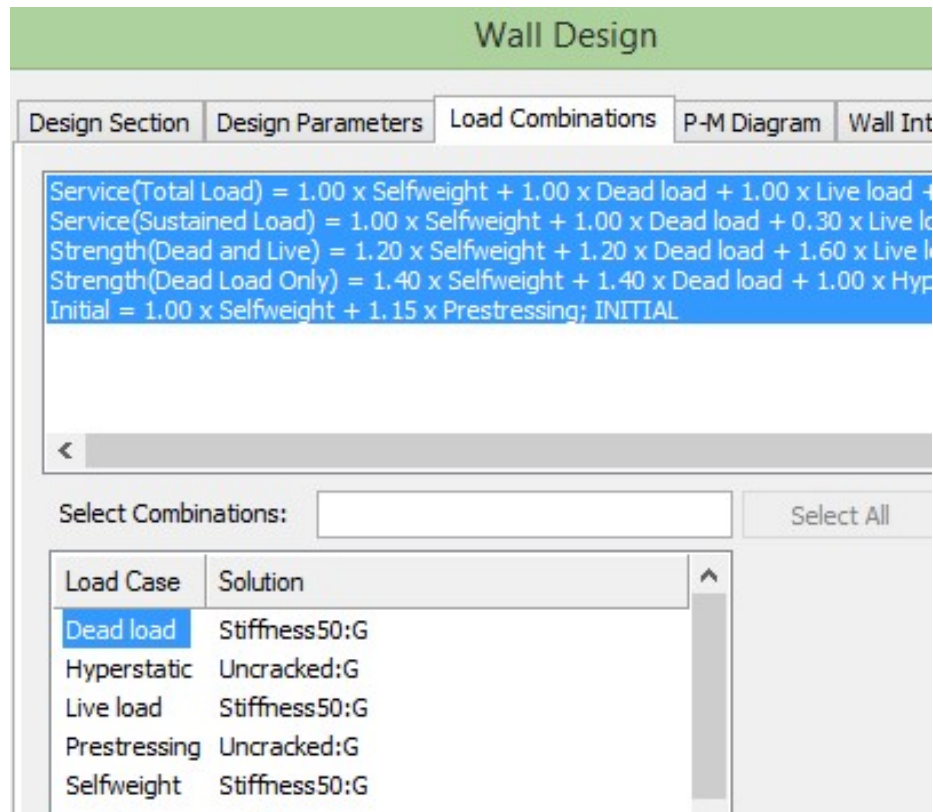 Wall Design
Design Section Design Parameters Load Combinations P-M Diagram Wall Int
Service(Total Load) = 1.00 x Selfweight + 1.00 x Dead load + 1.00 x Live load +
Service(Sustained Load) = 1.00 x Selfweight + 1.00 x Dead load + 0.30 x Live lo
Strength(Dead and Live) = 1.20 x Selfweight + 1.20 x Dead load + 1.60 x Live l
Strength(Dead Load Only) = 1.40 x Selfweight + 1.40 x Dead load + 1.00 x Hyp
Initial = 1.00 x Selfweight + 1.15 x Prestressing; INITIAL
Select Combinations: Select All
Load Case Solution
Dead load Stiffness50:G
Hyperstatic Uncracked:G
Live load Stiffness50:G
Prestressing Uncracked:G
Selfweight Stiffness50:G